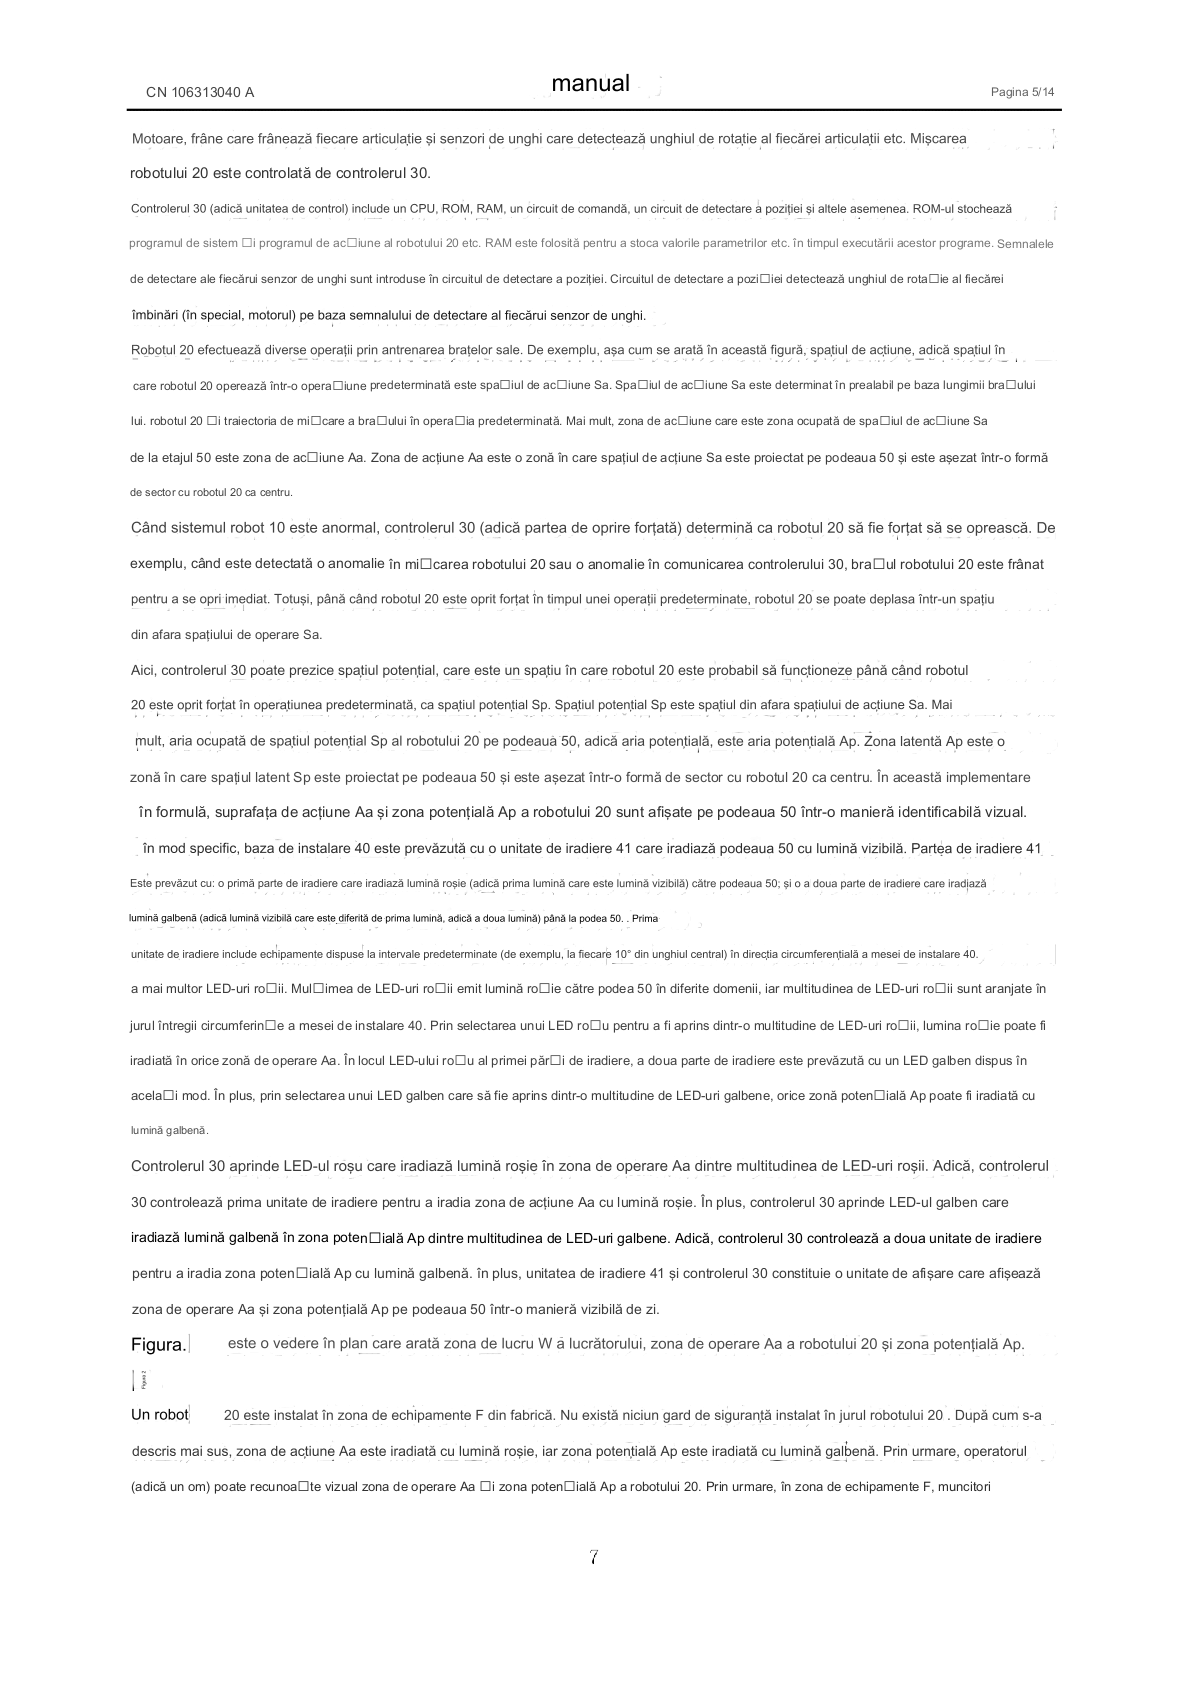 CN 106313040 A
manual
Pagina 5/14
Motoare, frâne care frânează fiecare articulație și senzori de unghi care detectează unghiul de rotație al fiecărei articulații etc. Mișcarea
robotului 20 este controlată de controlerul 30.
Controlerul 30 (adică unitatea de control) include un CPU, ROM, RAM, un circuit de comandă, un circuit de detectare a poziției și altele asemenea. ROM-ul stochează
programul de sistem □i programul de ac□iune al robotului 20 etc. RAM este folosită pentru a stoca valorile parametrilor etc. în timpul executării acestor programe. Semnalele
de detectare ale fiecărui senzor de unghi sunt introduse în circuitul de detectare a poziției. Circuitul de detectare a pozi□iei detectează unghiul de rota□ie al fiecărei
îmbinări (în special, motorul) pe baza semnalului de detectare al fiecărui senzor de unghi.
Robotul 20 efectuează diverse operații prin antrenarea brațelor sale. De exemplu, așa cum se arată în această figură, spațiul de acțiune, adică spațiul în
care robotul 20 operează într-o opera□iune predeterminată este spa□iul de ac□iune Sa. Spa□iul de ac□iune Sa este determinat în prealabil pe baza lungimii bra□ului
lui. robotul 20 □i traiectoria de mi□care a bra□ului în opera□ia predeterminată. Mai mult, zona de ac□iune care este zona ocupată de spa□iul de ac□iune Sa
de la etajul 50 este zona de ac□iune Aa. Zona de acțiune Aa este o zonă în care spațiul de acțiune Sa este proiectat pe podeaua 50 și este așezat într-o formă
de sector cu robotul 20 ca centru.
Când sistemul robot 10 este anormal, controlerul 30 (adică partea de oprire forțată) determină ca robotul 20 să fie forțat să se oprească. De
exemplu, când este detectată o anomalie în mi□carea robotului 20 sau o anomalie în comunicarea controlerului 30, bra□ul robotului 20 este frânat
pentru a se opri imediat. Totuși, până când robotul 20 este oprit forțat în timpul unei operații predeterminate, robotul 20 se poate deplasa într-un spațiu
din afara spațiului de operare Sa.
Aici, controlerul 30 poate prezice spațiul potențial, care este un spațiu în care robotul 20 este probabil să funcționeze până când robotul
20 este oprit forțat în operațiunea predeterminată, ca spațiul potențial Sp. Spațiul potențial Sp este spațiul din afara spațiului de acțiune Sa. Mai
mult, aria ocupată de spațiul potențial Sp al robotului 20 pe podeaua 50, adică aria potențială, este aria potențială Ap. Zona latentă Ap este o
zonă în care spațiul latent Sp este proiectat pe podeaua 50 și este așezat într-o formă de sector cu robotul 20 ca centru. În această implementare
în formulă, suprafața de acțiune Aa și zona potențială Ap a robotului 20 sunt afișate pe podeaua 50 într-o manieră identificabilă vizual.
în mod specific, baza de instalare 40 este prevăzută cu o unitate de iradiere 41 care iradiază podeaua 50 cu lumină vizibilă. Partea de iradiere 41
Este prevăzut cu: o primă parte de iradiere care iradiază lumină roșie (adică prima lumină care este lumină vizibilă) către podeaua 50; și o a doua parte de iradiere care iradiază
lumină galbenă (adică lumină vizibilă care este diferită de prima lumină, adică a doua lumină) până la podea 50. . Prima
unitate de iradiere include echipamente dispuse la intervale predeterminate (de exemplu, la fiecare 10° din unghiul central) în direcția circumferențială a mesei de instalare 40.
a mai multor LED-uri ro□ii. Mul□imea de LED-uri ro□ii emit lumină ro□ie către podea 50 în diferite domenii, iar multitudinea de LED-uri ro□ii sunt aranjate în
jurul întregii circumferin□e a mesei de instalare 40. Prin selectarea unui LED ro□u pentru a fi aprins dintr-o multitudine de LED-uri ro□ii, lumina ro□ie poate fi
iradiată în orice zonă de operare Aa. În locul LED-ului ro□u al primei păr□i de iradiere, a doua parte de iradiere este prevăzută cu un LED galben dispus în
acela□i mod. În plus, prin selectarea unui LED galben care să fie aprins dintr-o multitudine de LED-uri galbene, orice zonă poten□ială Ap poate fi iradiată cu
lumină galbenă.
Controlerul 30 aprinde LED-ul roșu care iradiază lumină roșie în zona de operare Aa dintre multitudinea de LED-uri roșii. Adică, controlerul
30 controlează prima unitate de iradiere pentru a iradia zona de acțiune Aa cu lumină roșie. În plus, controlerul 30 aprinde LED-ul galben care
iradiază lumină galbenă în zona poten□ială Ap dintre multitudinea de LED-uri galbene. Adică, controlerul 30 controlează a doua unitate de iradiere
pentru a iradia zona poten□ială Ap cu lumină galbenă. în plus, unitatea de iradiere 41 și controlerul 30 constituie o unitate de afișare care afișează
zona de operare Aa și zona potențială Ap pe podeaua 50 într-o manieră vizibilă de zi.
Figura. este o vedere în plan care arată zona de lucru W a lucrătorului, zona de operare Aa a robotului 20 și zona potențială Ap.
Figura 2
Un robot 20 este instalat în zona de echipamente F din fabrică. Nu există niciun gard de siguranță instalat în jurul robotului 20 . După cum s-a
descris mai sus, zona de acțiune Aa este iradiată cu lumină roșie, iar zona potențială Ap este iradiată cu lumină galbenă. Prin urmare, operatorul
(adică un om) poate recunoa□te vizual zona de operare Aa □i zona poten□ială Ap a robotului 20. Prin urmare, în zona de echipamente F, muncitori
7